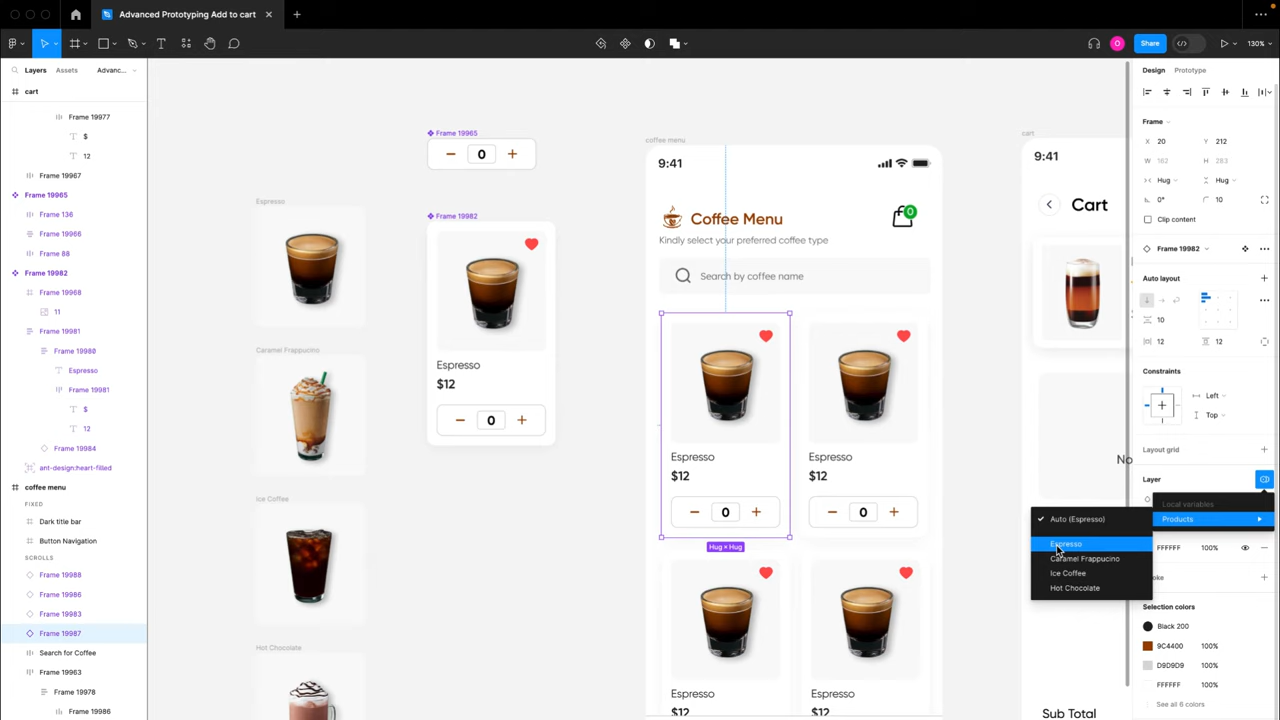 Advanced Prototyping Add to cart
Share
130%
Layers
Assets
Advanc...
cart
Frame 19977
$
12
Frame 19967
Frame 19965
Frame 136
Frame 19966
Frame 88
Frame 19982
Frame 19968
11
Frame 19981
Frame 19980
Espresso
Frame 19981
$
12
Frame 19984
ant-design:heart-filled
coffee menu
FIXED
Dark title bar
Button Navigation
SCROLLS
Frame 19988
Frame 19986
Frame 19983
Frame 19987
Search for Coffee
Frame 19963
Frame 19978
Frame 19986
Espresso
Caramel Frappucino
Ice Coffee
Hot Chocolate
Frame 19965
0
Frame 19982
Espresso
$12
0
coffee menu
9:41
Coffee Menu
0
Kindly select your preferred coffee type
Search by coffee name
Espresso
$12
0
Espresso
$12
0
Hug × Hug
Espresso
$12
Espresso
$12
cart
9:41
Cart
No
Sub Total
Design
Prototype
Frame
X 20
Y 212
W 162
H 283
Hug
Hug
0°
10
Clip content
Frame 19982
Auto layout
10
12
12
Constraints
Left
Top
Layout grid
Layer
Local variables
Products
Auto (Espresso)
Espresso
Caramel Frappucino
Ice Coffee
Hot Chocolate
FFFFFF 100%
Selection colors
Black 200
9C4400 100%
D9D9D9 100%
FFFFFF 100%
See all 6 colors